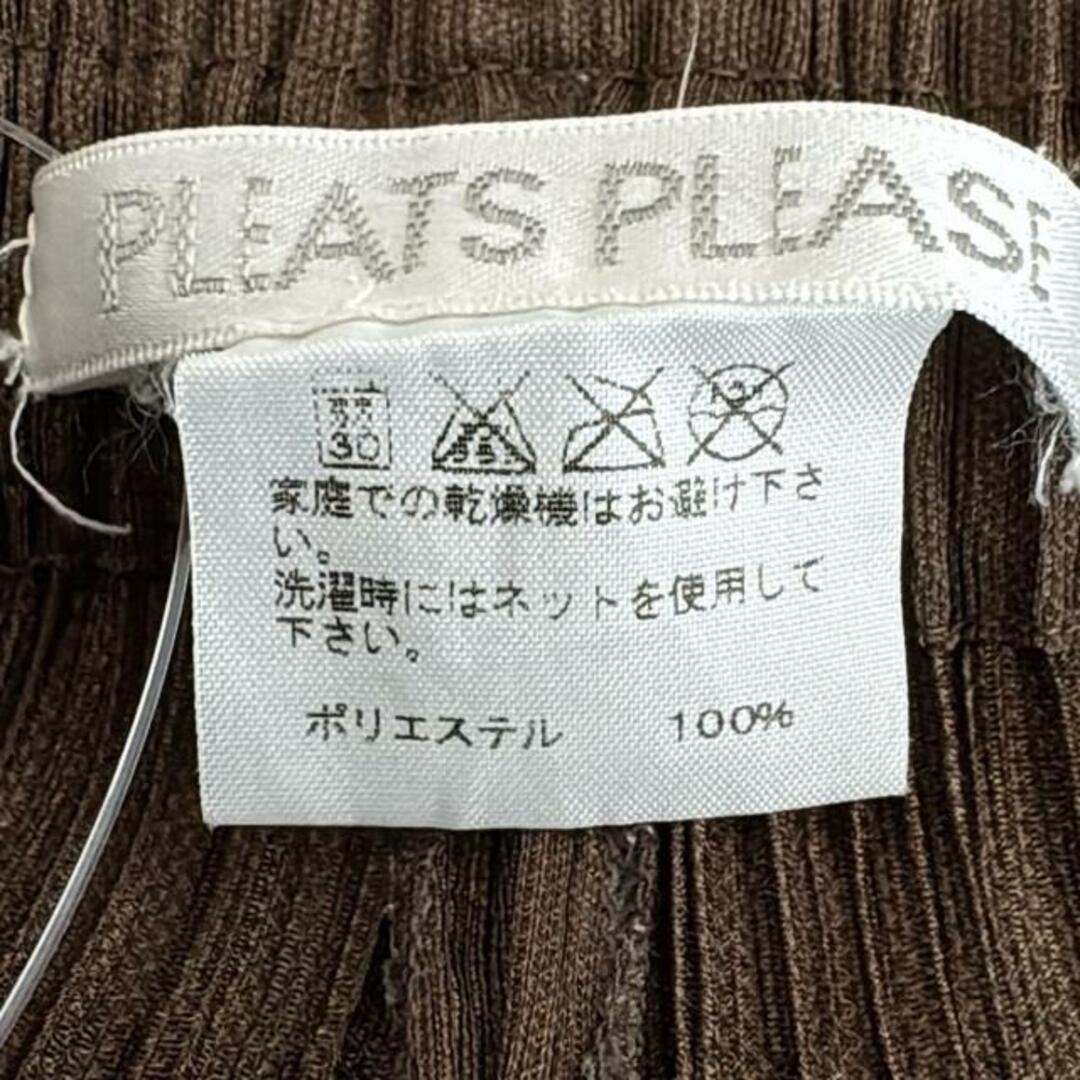 PLEATS PLEASE
30
家庭での乾燥機はお避け下さ
い。
洗濯時にはネットを使用して
下さい。
ポリエステル 100%